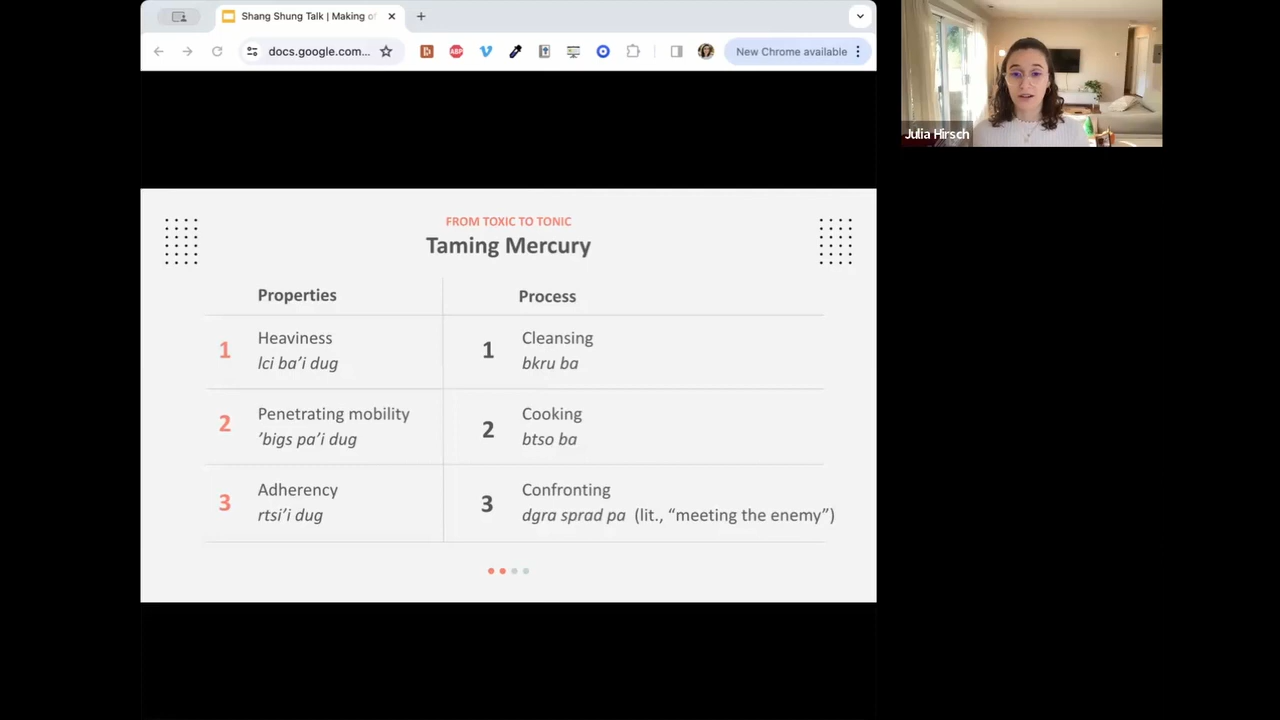 Shang Shung Talk | Making of
docs.google.com...
ABP
New Chrome available
Julia Hirsch
FROM TOXIC TO TONIC
Taming Mercury
Properties
Process
1
Heaviness
lci ba’i dug
1
Cleansing
bkru ba
2
Penetrating mobility
’bigs pa’i dug
2
Cooking
btso ba
3
Adherency
rtsi’i dug
3
Confronting
dgra sprad pa (lit., “meeting the enemy”)